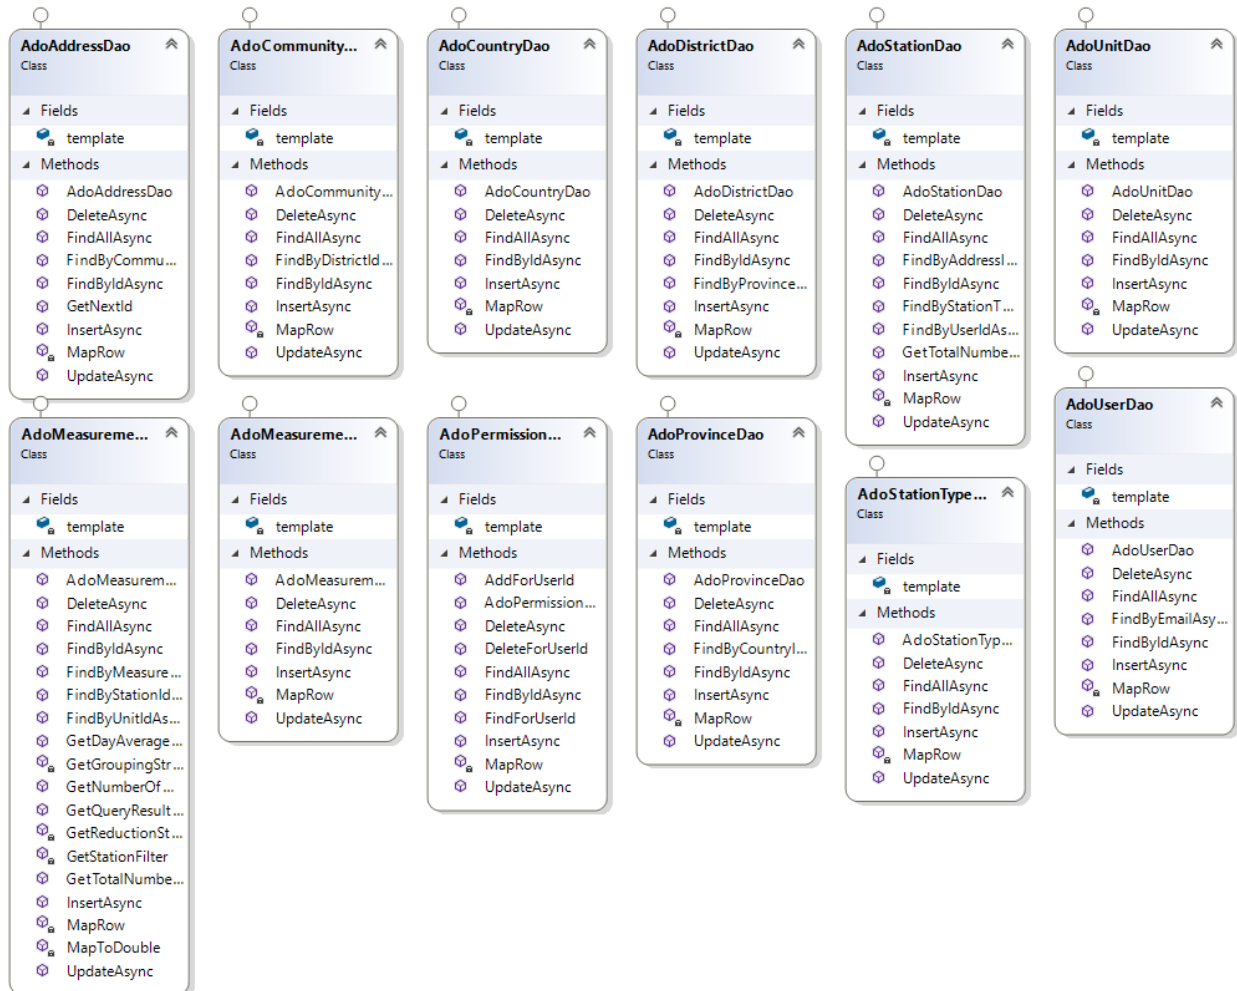 AdoAddressDao
Class
Fields
template
Methods
AdoAddressDao
DeleteAsync
FindAllAsync
FindByCommu...
FindByIdAsync
GetNextId
InsertAsync
MapRow
UpdateAsync
AdoCommunity...
Class
Fields
template
Methods
AdoCommunity...
DeleteAsync
FindAllAsync
FindByDistrictId...
FindByIdAsync
InsertAsync
MapRow
UpdateAsync
AdoCountryDao
Class
Fields
template
Methods
AdoCountryDao
DeleteAsync
FindAllAsync
FindByIdAsync
InsertAsync
MapRow
UpdateAsync
AdoDistrictDao
Class
Fields
template
Methods
AdoDistrictDao
DeleteAsync
FindAllAsync
FindByIdAsync
FindByProvince...
InsertAsync
MapRow
UpdateAsync
AdoStationDao
Class
Fields
template
Methods
AdoStationDao
DeleteAsync
FindAllAsync
FindByAddressI...
FindByIdAsync
FindByStationT...
FindByUserIdAs...
GetTotalNumbe...
InsertAsync
MapRow
UpdateAsync
AdoUnitDao
Class
Fields
template
Methods
AdoUnitDao
DeleteAsync
FindAllAsync
FindByIdAsync
InsertAsync
MapRow
UpdateAsync
AdoMeasureme...
Class
Fields
template
Methods
AdoMeasurem...
DeleteAsync
FindAllAsync
FindByIdAsync
FindByMeasure...
FindByStationId...
FindByUnitIdAs...
GetDayAverage...
GetGroupingStr...
GetNumberOf...
GetQueryResult...
GetReductionSt...
GetStationFilter
GetTotalNumbe...
InsertAsync
MapRow
MapToDouble
UpdateAsync
AdoMeasureme...
Class
Fields
template
Methods
AdoMeasurem...
DeleteAsync
FindAllAsync
FindByIdAsync
InsertAsync
MapRow
UpdateAsync
AdoPermission...
Class
Fields
template
Methods
AddForUserId
AdoPermission...
DeleteAsync
DeleteForUserId
FindAllAsync
FindByIdAsync
FindForUserId
InsertAsync
MapRow
UpdateAsync
AdoProvinceDao
Class
Fields
template
Methods
AdoProvinceDao
DeleteAsync
FindAllAsync
FindByCountryI...
FindByIdAsync
InsertAsync
MapRow
UpdateAsync
AdoStationType...
Class
Fields
template
Methods
AdoStationTyp...
DeleteAsync
FindAllAsync
FindByIdAsync
InsertAsync
MapRow
UpdateAsync
AdoUserDao
Class
Fields
template
Methods
AdoUserDao
DeleteAsync
FindAllAsync
FindByEmailAsy...
FindByIdAsync
InsertAsync
MapRow
UpdateAsync